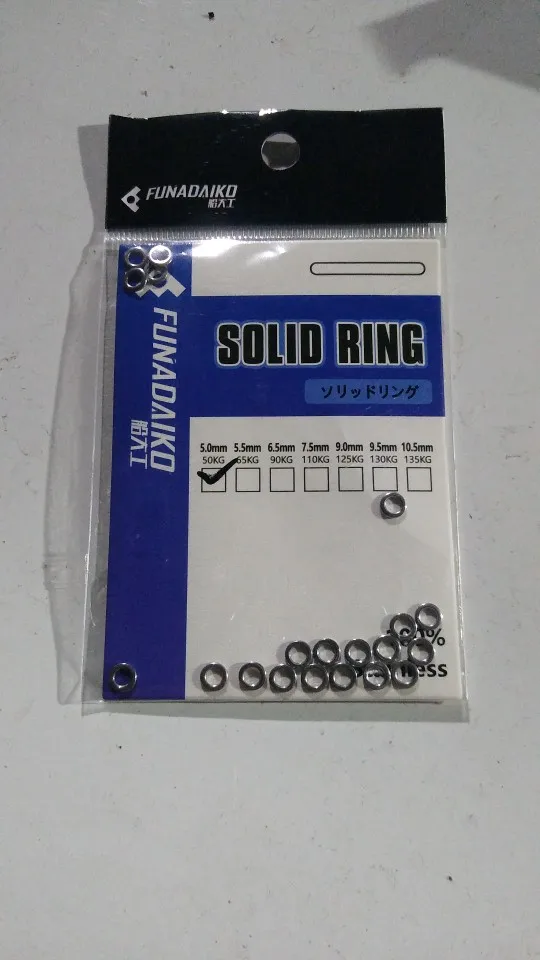 FUNADAIKO
船大工
FUNADAIKO
船大工
SOLID RING
ソリッドリング
5.0mm 5.5mm 6.5mm 7.5mm 9.0mm 9.5mm 10.5mm
50KG 65KG 90KG 110KG 125KG 130KG 135KG